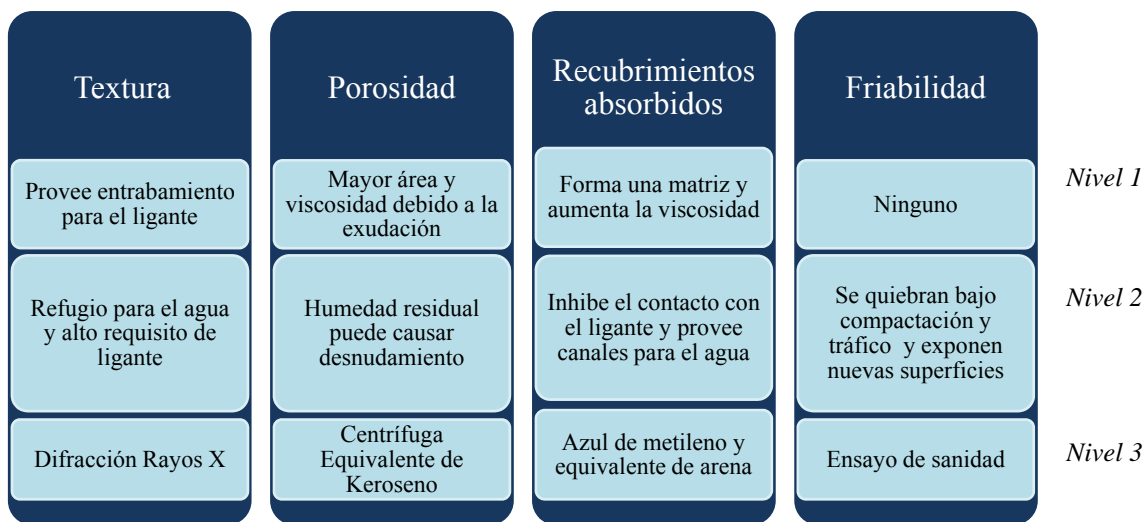 Textura
Provee entrabamiento
para el ligante
Refugio para el agua
y alto requisito de
ligante
Difracción Rayos X
Porosidad
Mayor área y
viscosidad debido a la
exudación
Humedad residual
puede causar
desnudamiento
Centrífuga
Equivalente de
Keroseno
Recubrimientos
absorbidos
Forma una matriz y
aumenta la viscosidad
Inhibe el contacto con
el ligante y provee
canales para el agua
Azul de metileno y
equivalente de arena
Friabilidad
Ninguno
Se quiebran bajo
compactación y
tráfico y exponen
nuevas superficies
Ensayo de sanidad
Nivel 1
Nivel 2
Nivel 3